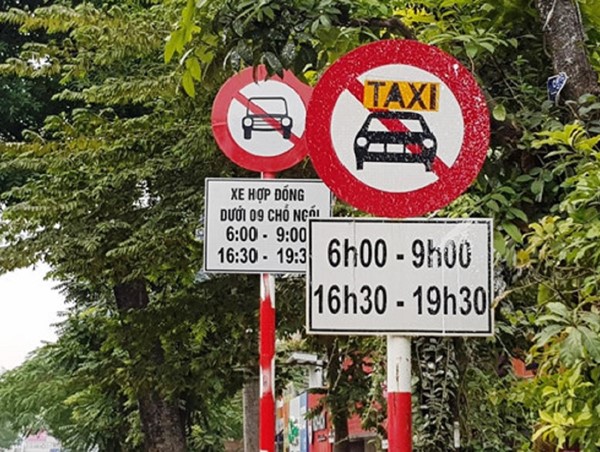 XE HỢP ĐỒNG
DƯỚI 09 CHỖ NGỒI
6:00 - 9:00
16:30 - 19:3
TAXI
6h00 - 9h00
16h30 - 19h30